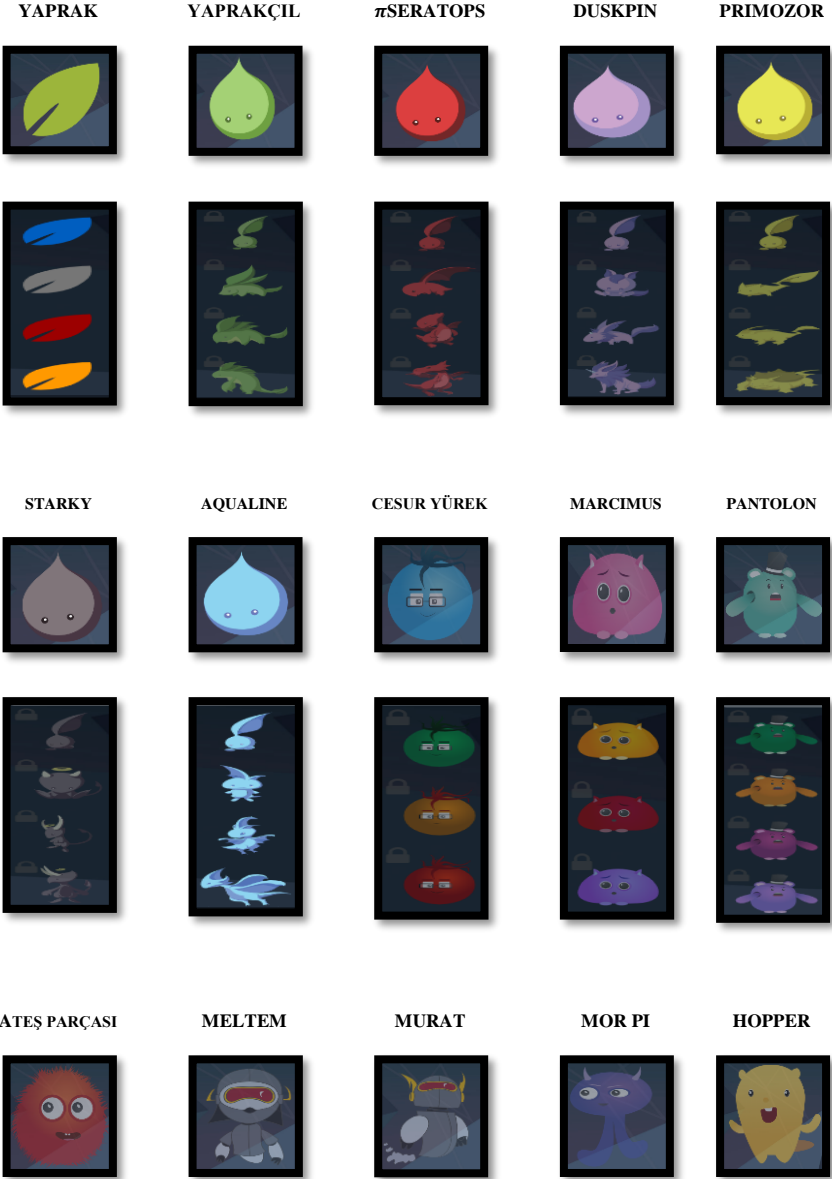 YAPRAK YAPRAKÇIL πSERATOPS DUSKPIN PRIMOZOR
STARKY AQUALINE CESUR YÜREK MARCIMUS PANTOLON
ATEŞ PARÇASI MELTEM MURAT MOR PI HOPPER